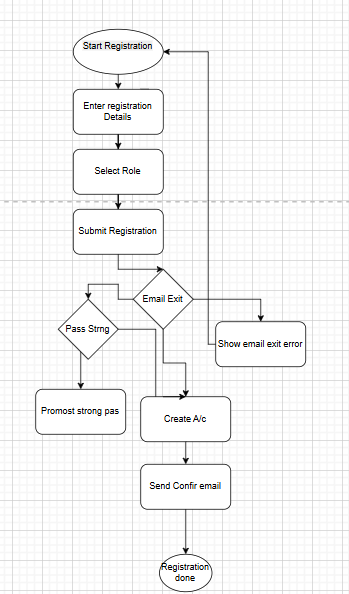 Start Registration
Enter registration
Details
Select Role
Submit Registration
Email Exit
Pass Strng
Show email exit error
Promost strong pas
Create A/c
Send Confir email
Registration
done